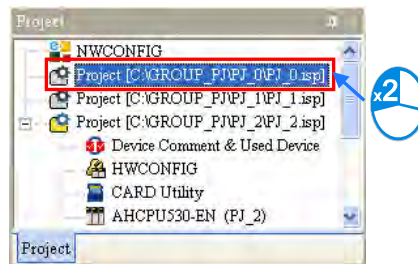 Project
NWCONFIG
Project [C:\GROUP_PJ\PJ_0\PJ_0.isp]
x2
Project [C:\GROUP_PJ\PJ_1\PJ_1.isp]
Project [C:\GROUP_PJ\PJ_2\PJ_2.isp]
Device Comment & Used Device
HWCONFIG
CARD Utility
AHCPU530-EN (PJ_2)
Project